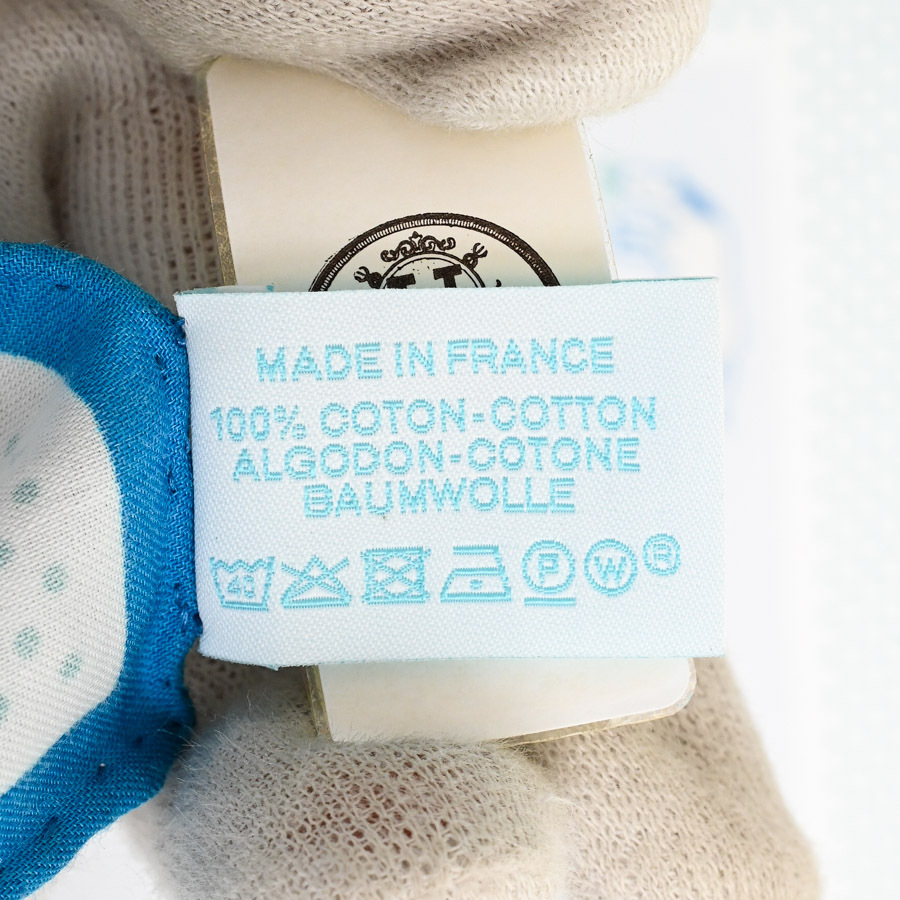 MADE IN FRANCE
100% COTON-COTTON
ALGODON-COTONE
BAUMWOLLE
P W R